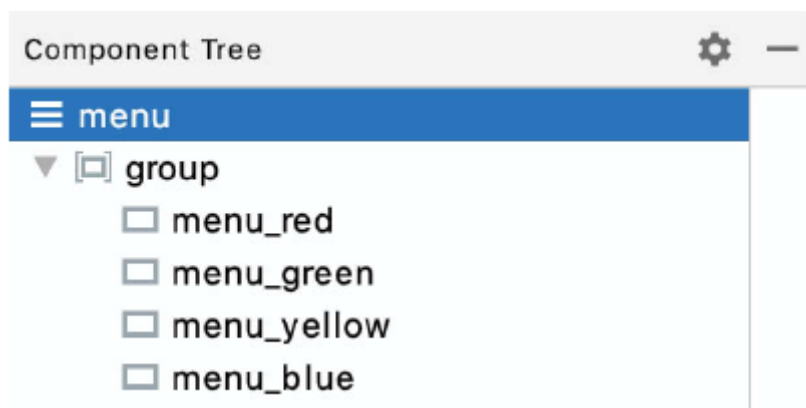 Component Tree
menu
group
menu_red
menu_green
menu_yellow
menu_blue